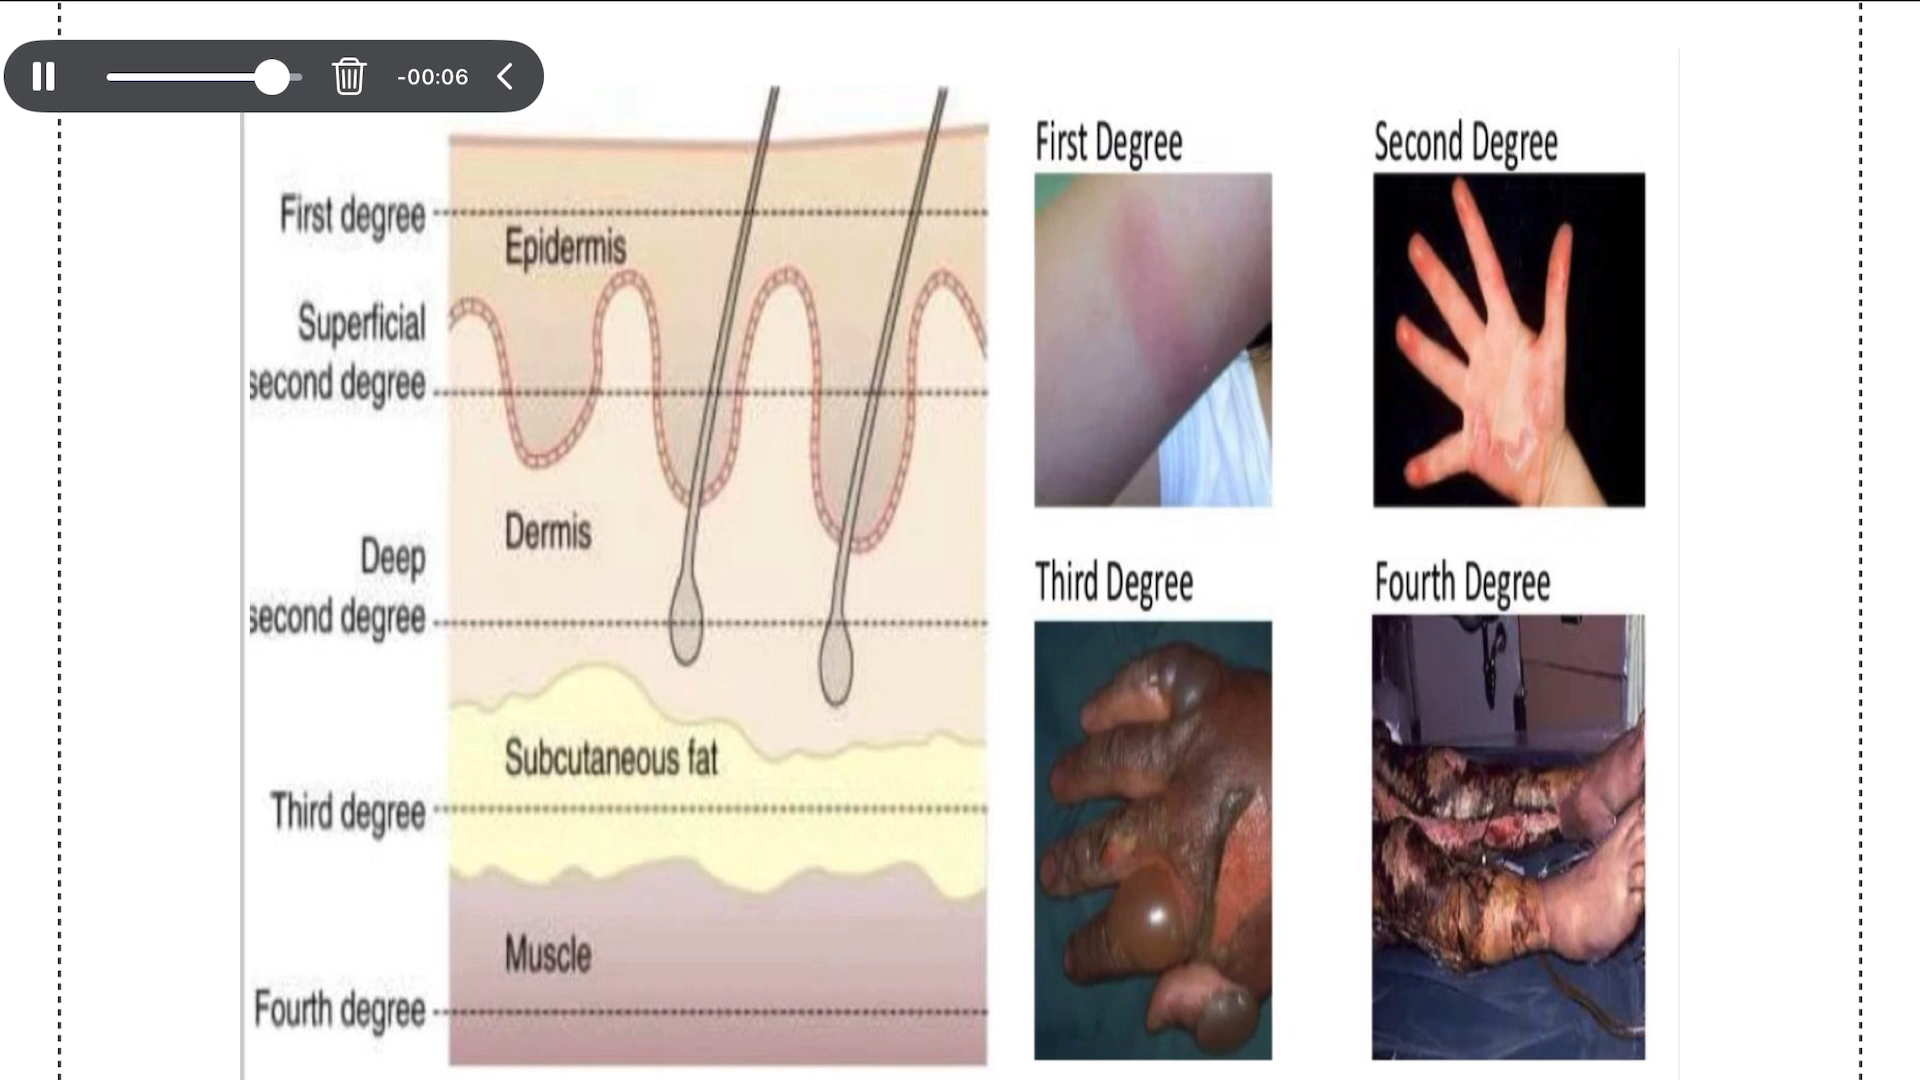 -00:06
First degree
Superficial
second degree
Deep
second degree
Third degree
Fourth degree
Epidermis
Dermis
Subcutaneous fat
Muscle
First Degree
Second Degree
Third Degree
Fourth Degree